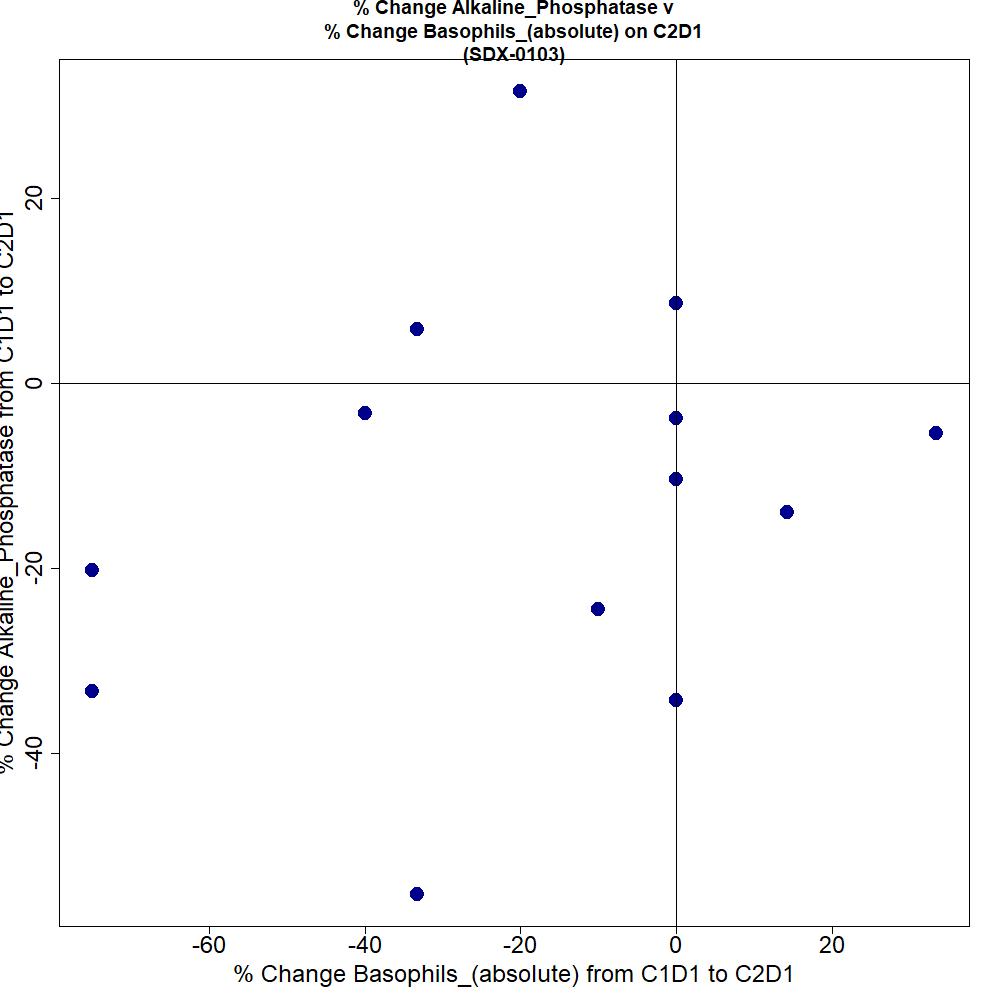 % Change Alkaline_Phosphatase v
% Change Basophils_(absolute) on C2D1
(SDX-0103)
% Change Alkaline_Phosphatase from C1D1 to C2D1
20
0
-20
-40
-60
-40
-20
0
20
% Change Basophils_(absolute) from C1D1 to C2D1